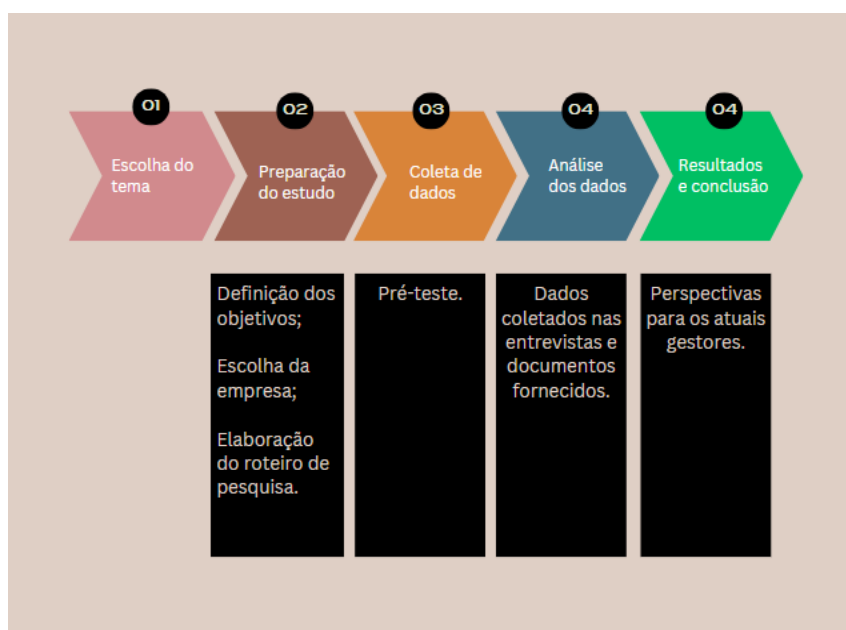 01
Escolha do
tema
02
Preparação
do estudo
03
Coleta de
dados
04
Análise
dos dados
04
Resultados
e conclusão
Definição dos
objetivos;
Escolha da
empresa;
Elaboração
do roteiro de
pesquisa.
Pré-teste.
Dados
coletados nas
entrevistas e
documentos
fornecidos.
Perspectivas
para os atuais
gestores.